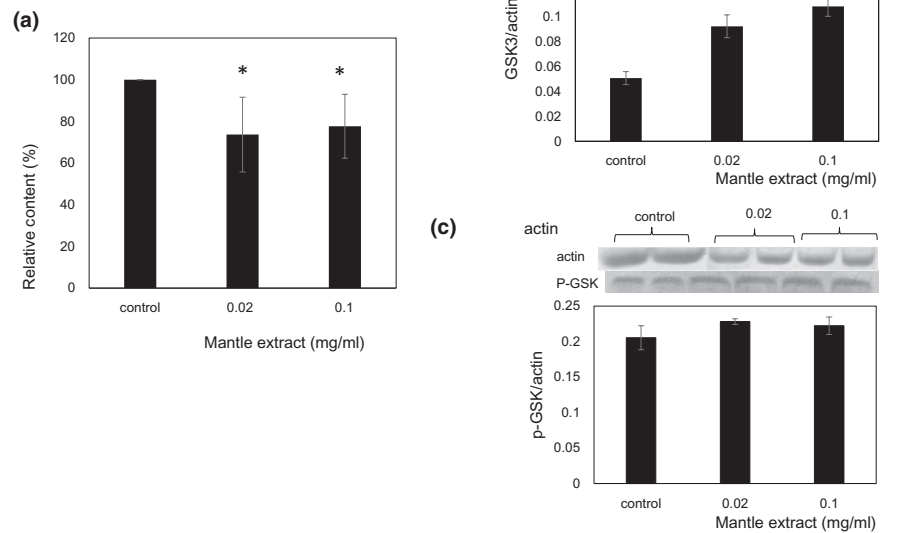 (a)
120
100
80
60
40
20
0
Relative content (%)
*
*
control 0.02 0.1
Mantle extract (mg/ml)
GSK3/actin
0.1
0.08
0.06
0.04
0.02
0
control 0.02 0.1
Mantle extract (mg/ml)
(c)
actin
control 0.02 0.1
actin
P-GSK
0.25
0.2
0.15
0.1
0.05
0
p-GSK/actin
control 0.02 0.1
Mantle extract (mg/ml)